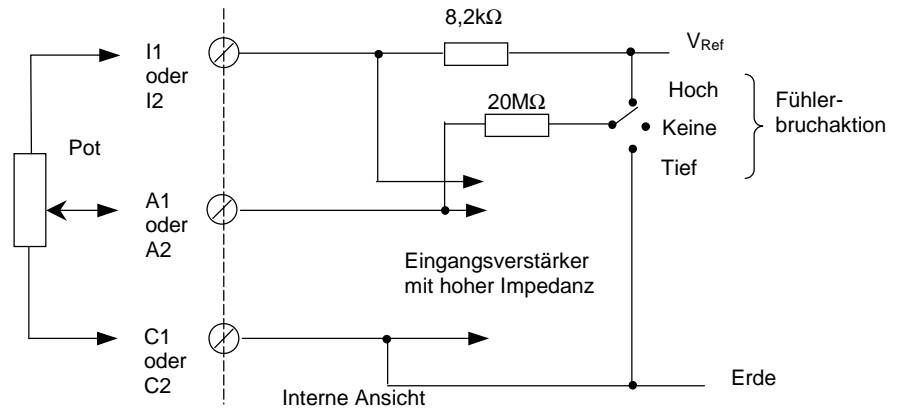 8,2kΩ
I1
oder
I2
V_Ref
Hoch
20MΩ
Fühler-
bruchaktion
Keine
Pot
Tief
A1
oder
A2
Eingangsverstärker
mit hoher Impedanz
C1
oder
C2
Erde
Interne Ansicht